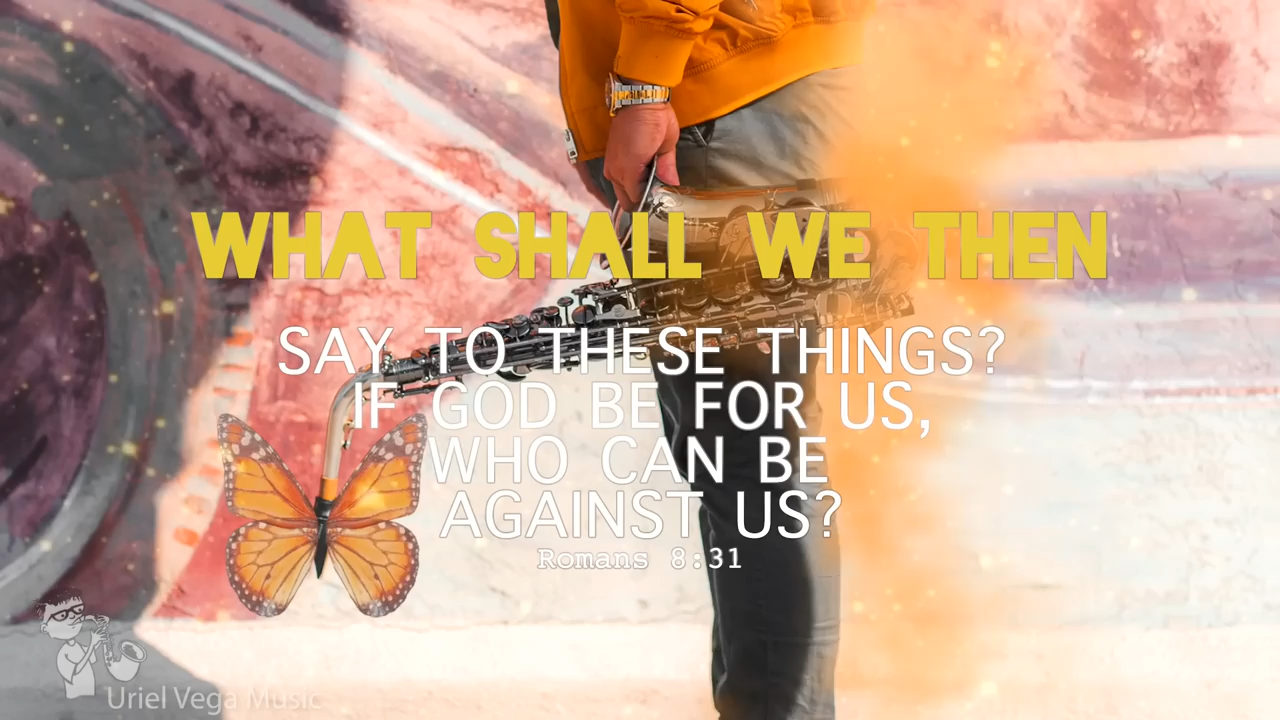 WHAT SHALL WE THEN
SAY TO THESE THINGS?
IF GOD BE FOR US,
WHO CAN BE
AGAINST US?
Romans 8:31
Uriel Vega Music